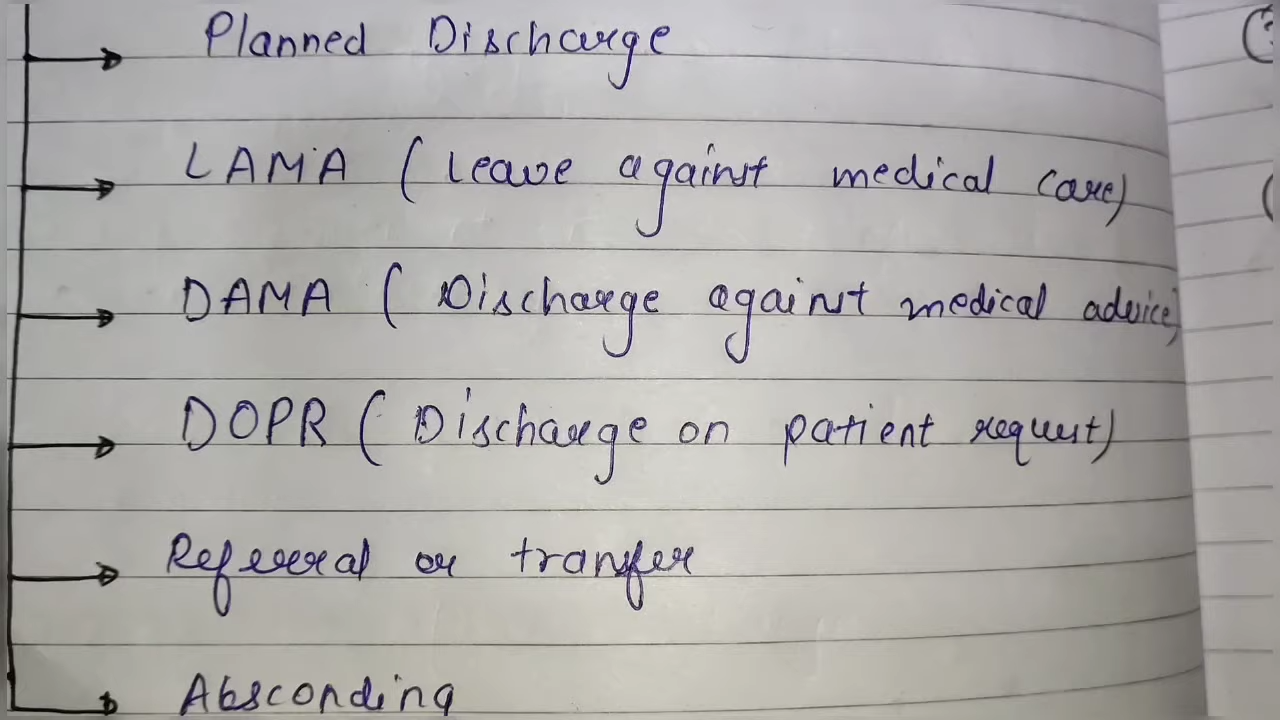 Planned Discharge
LAMA (Leave against medical care)
DAMA (Discharge against medical advice)
DOPR (Discharge on patient request)
Referral or transfer
Absconding